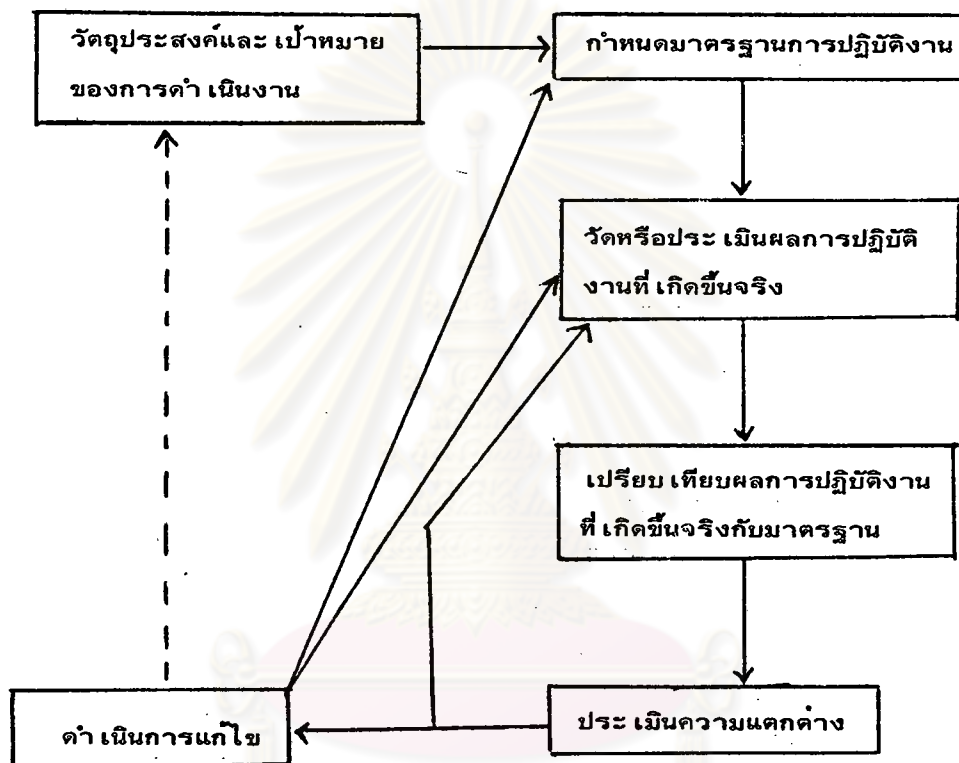 วัตถุประสงค์และ เป้าหมาย
ของการดำ เนินงาน
กำหนดมาตรฐานการปฏิบัติงาน
วัดหรือประ เมินผลการปฏิบัติ
งานที่ เกิดขึ้นจริง
เปรียบ เทียบผลการปฏิบัติงาน
ที่ เกิดขึ้นจริงกับมาตรฐาน
ประ เมินความแตกต่าง
ดำ เนินการแก้ไข